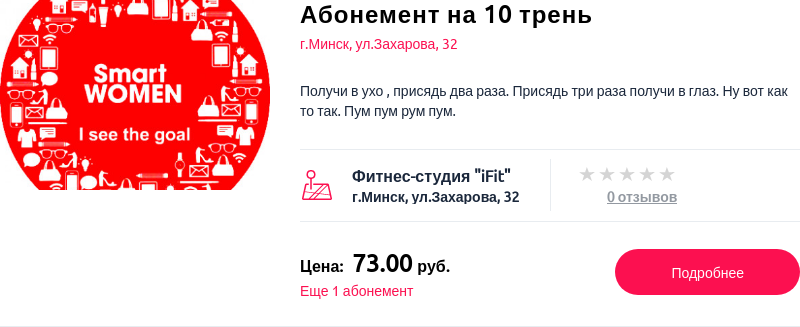 Абонемент на 10 трень
г.Минск, ул.Захарова, 32
Smart
WOMEN
I see the goal
Получи в ухо , присядь два раза. Присядь три раза получи в глаз. Ну вот как
то так. Пум пум рум пум.
Фитнес-студия "iFit"
г.Минск, ул.Захарова, 32
0 отзывов
Цена: 73.00 руб.
Еще 1 абонемент
Подробнее